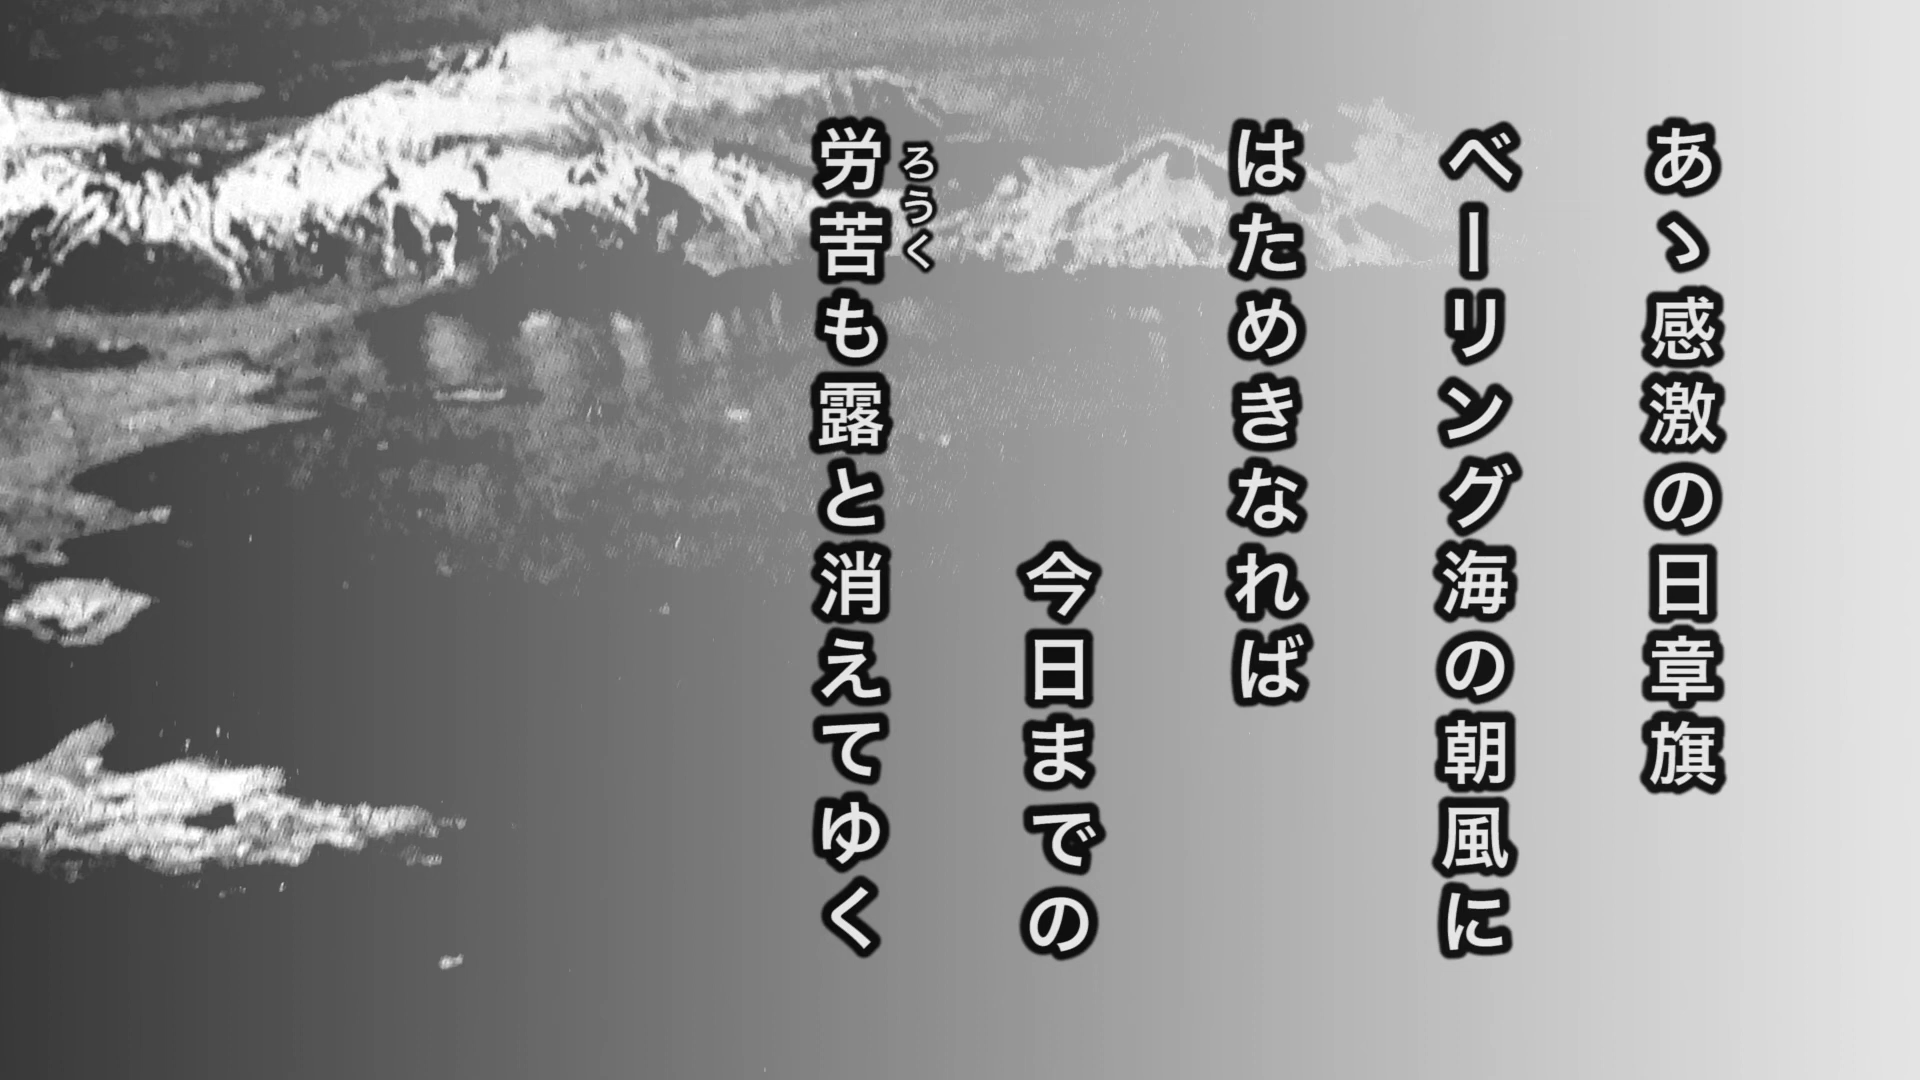 あゝ感激の日章旗
ベーリング海の朝風に
はためきなれば
今日までの
労苦も露と消えてゆく
ろうく